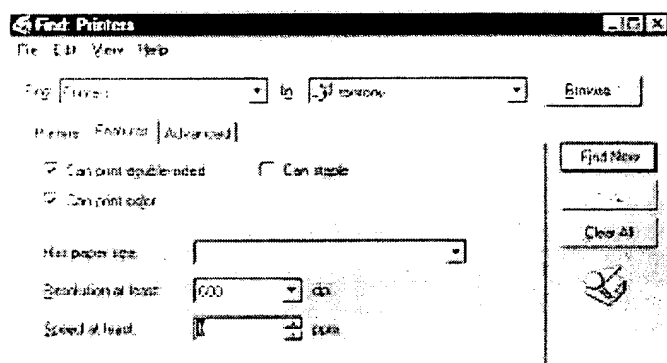 Find: Printers
File Edit View Help
Find: Printers In Browse
Printers Features Advanced
Can print double-sided Can staple Find Now
Can print color
Clear All
Has paper size:
Resolution at least: 600 dpi
Speed at least: ppm